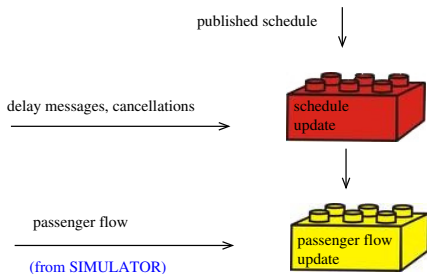 published schedule
delay messages, cancellations
schedule
update
passenger flow
(from SIMULATOR)
passenger flow
update